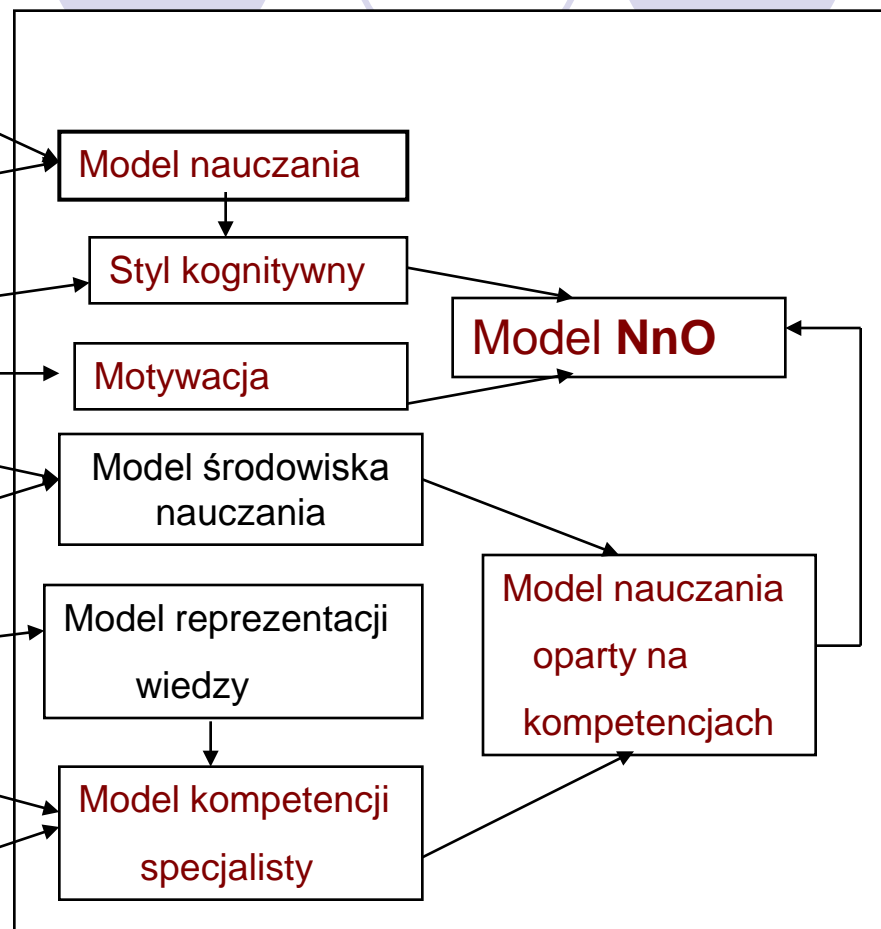 Model nauczania
Styl kognitywny
Model NnO
Motywacja
Model środowiska
nauczania
Model nauczania
oparty na
kompetencjach
Model reprezentacji
wiedzy
Model kompetencji
specjalisty